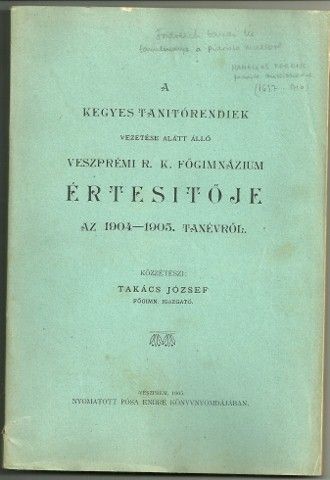 A
KEGYES TANITÓRENDIEK
VEZETÉSE ALATT ÁLLÓ
VESZPRÉMI R. K. FŐGIMNÁZIUM
ÉRTESITŐJE
AZ 1904—1905. TANÉVRŐL.
KÖZZÉTESZI:
TAKÁCS JÓZSEF
FŐGIMN. IGAZGATÓ.
VESZPRÉM, 1905.
NYOMATOTT PÓSA ENDRE KÖNYVNYOMDÁJÁBAN.